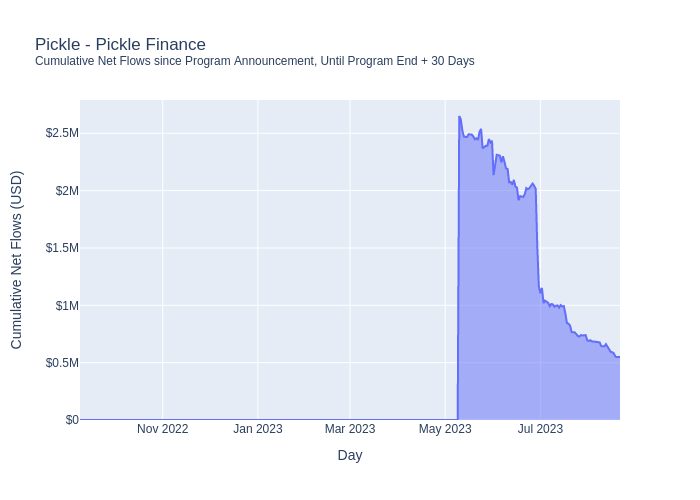 Pickle - Pickle Finance
Cumulative Net Flows since Program Announcement, Until Program End + 30 Days
Cumulative Net Flows (USD)
$2.5M
$2M
$1.5M
$1M
$0.5M
$0
Nov 2022
Jan 2023
Mar 2023
May 2023
Jul 2023
Day